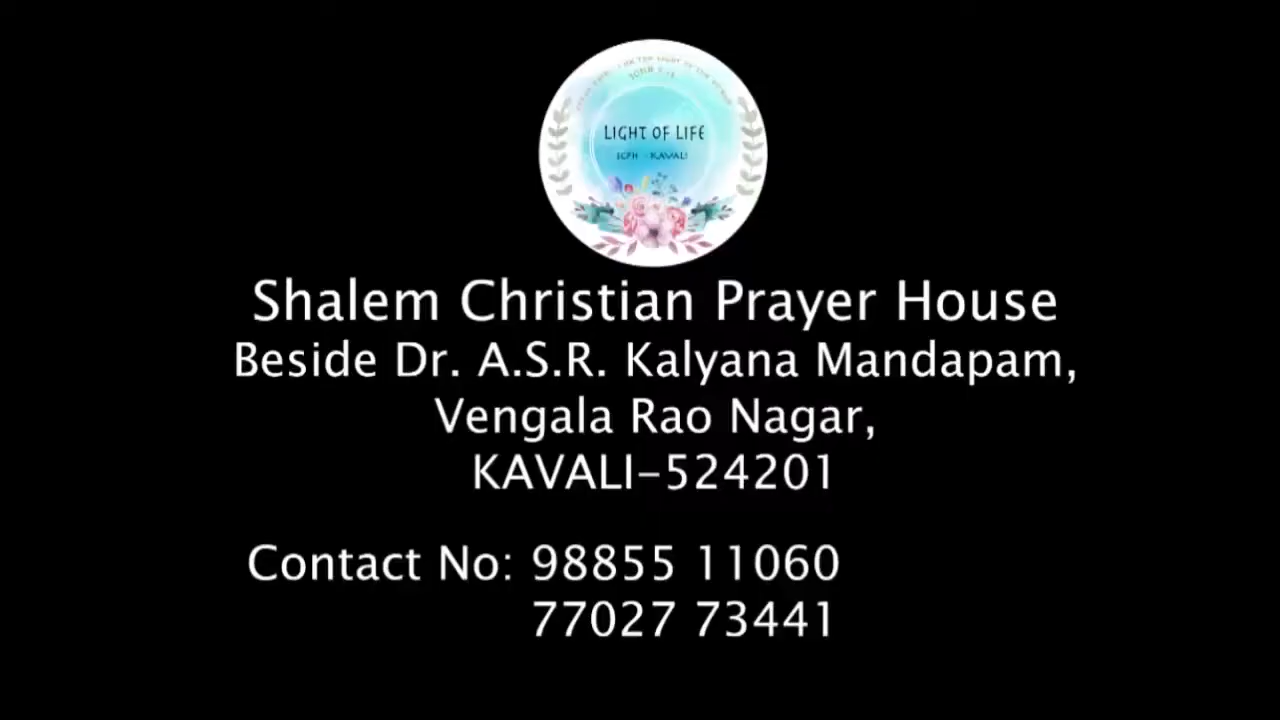 LIGHT OF LIFE
SCPH - KAVALI
Shalem Christian Prayer House
Beside Dr. A.S.R. Kalyana Mandapam,
Vengala Rao Nagar,
KAVALI-524201
Contact No: 98855 11060
77027 73441